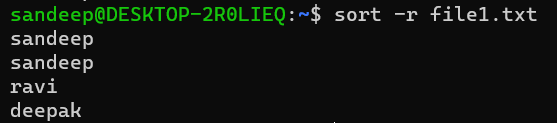 sandeep@DESKTOP-2R0LIEQ:~$ sort -r file1.txt
sandeep
sandeep
ravi
deepak